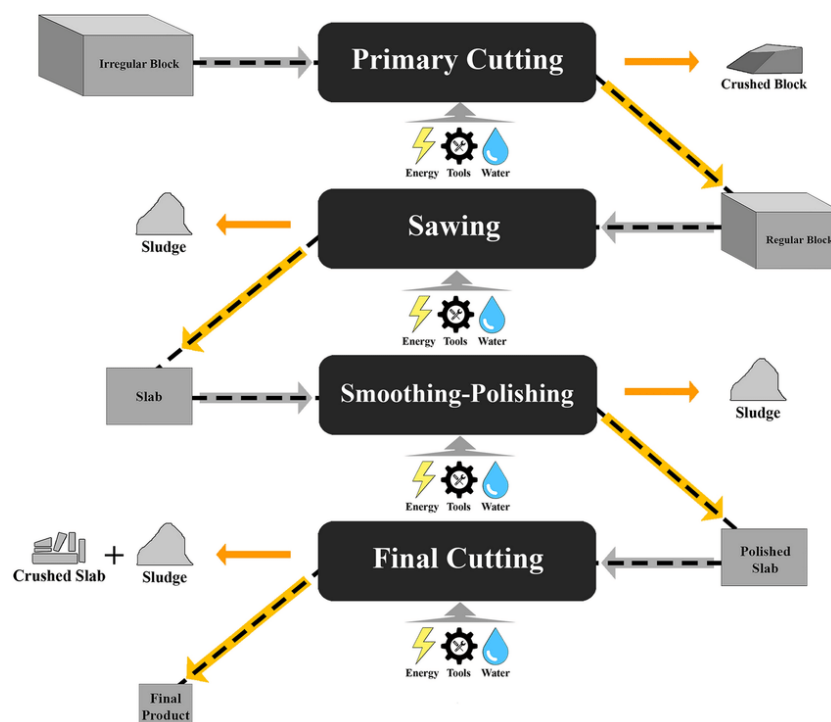 Irregular Block
Primary Cutting
Crushed Block
Energy Tools Water
Sludge
Sawing
Regular Block
Energy Tools Water
Slab
Smoothing-Polishing
Sludge
Energy Tools Water
Crushed Slab + Sludge
Final Cutting
Polished
Slab
Energy Tools Water
Final
Product